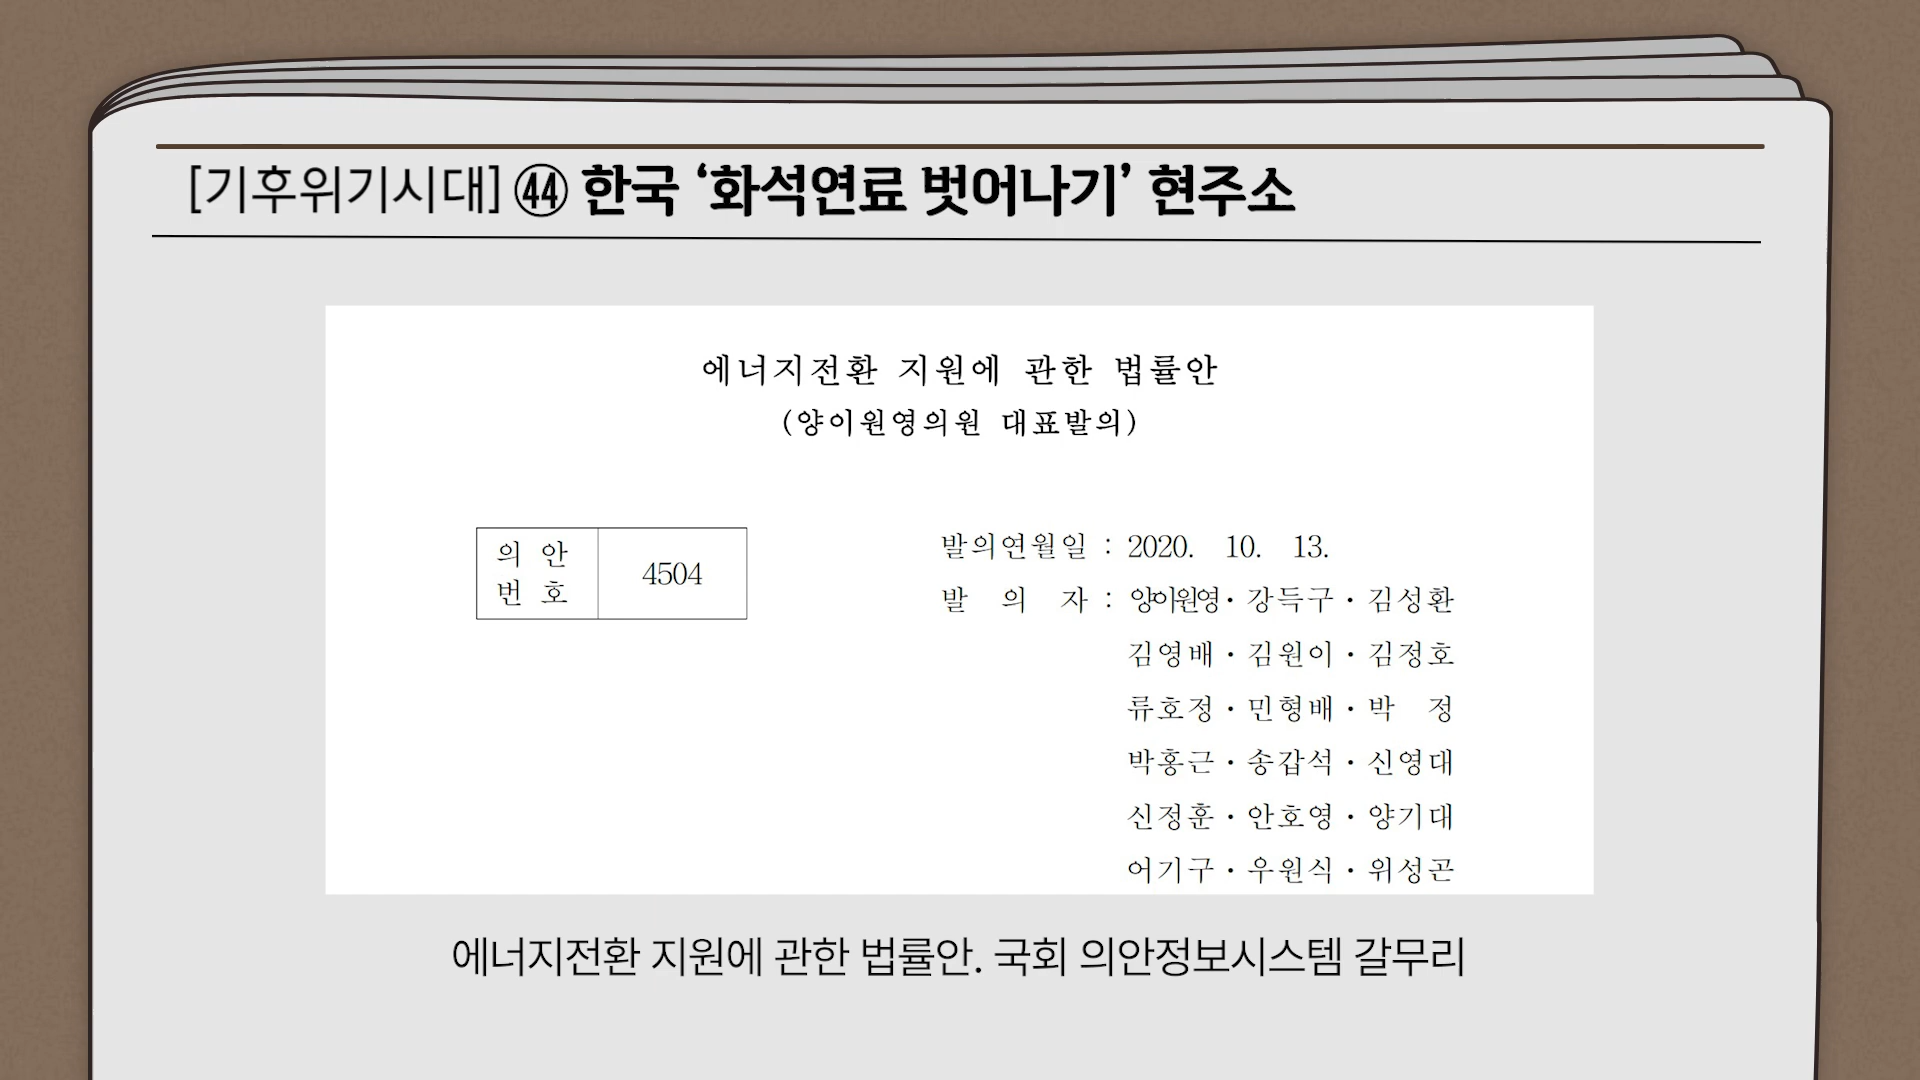 [기후위기시대] ㊹ 한국 ‘화석연료 벗어나기’ 현주소
에너지전환 지원에 관한 법률안
(양이원영의원 대표발의)
의 안
번 호
4504
발의연월일 : 2020. 10. 13.
발 의 자 : 양이원영·강득구·김성환
김영배·김원이·김정호
류호정·민형배·박 정
박홍근·송갑석·신영대
신정훈·안호영·양기대
어기구·우원식·위성곤
에너지전환 지원에 관한 법률안. 국회 의안정보시스템 갈무리